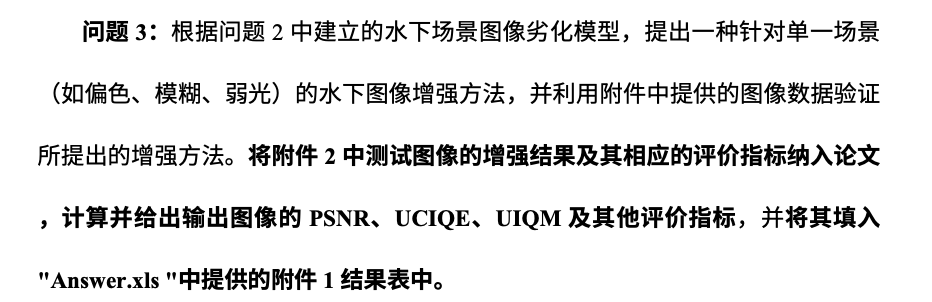 问题 3：根据问题 2 中建立的水下场景图像劣化模型，提出一种针对单一场景
（如偏色、模糊、弱光）的水下图像增强方法，并利用附件中提供的图像数据验证
所提出的增强方法。将附件 2 中测试图像的增强结果及其相应的评价指标纳入论文
，计算并给出输出图像的 PSNR、UCIQE、UIQM 及其他评价指标，并将其填入
"Answer.xls "中提供的附件 1 结果表中。